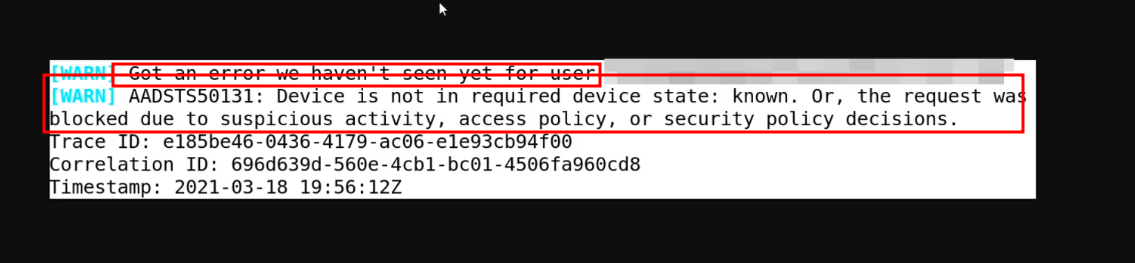 [WARN] Got an error we haven't seen yet for user
[WARN] AADSTS50131: Device is not in required device state: known. Or, the request was
blocked due to suspicious activity, access policy, or security policy decisions.
Trace ID: e185be46-0436-4179-ac06-e1e93cb94f00
Correlation ID: 696d639d-560e-4cb1-bc01-4506fa960cd8
Timestamp: 2021-03-18 19:56:12Z